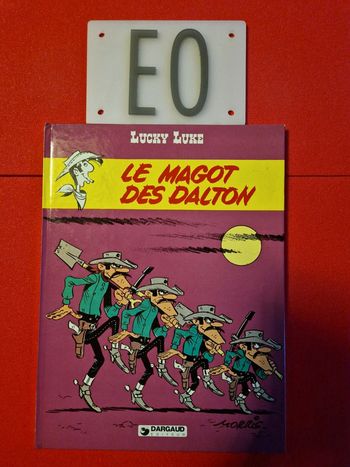 EO
LUCKY LUKE
LE MAGOT
DES DALTON
MORRIS
DARGAUD
EDITEUR